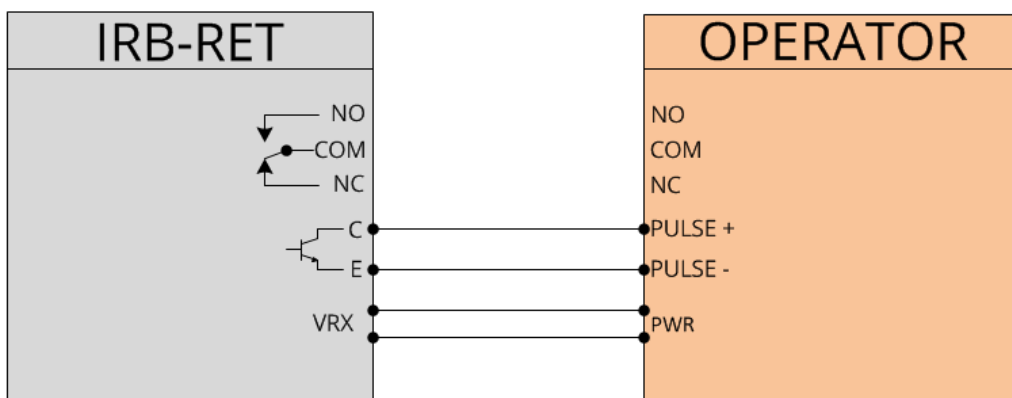 IRB-RET
OPERATOR
NO
COM
NC
C
E
VRX
NO
COM
NC
PULSE +
PULSE -
PWR